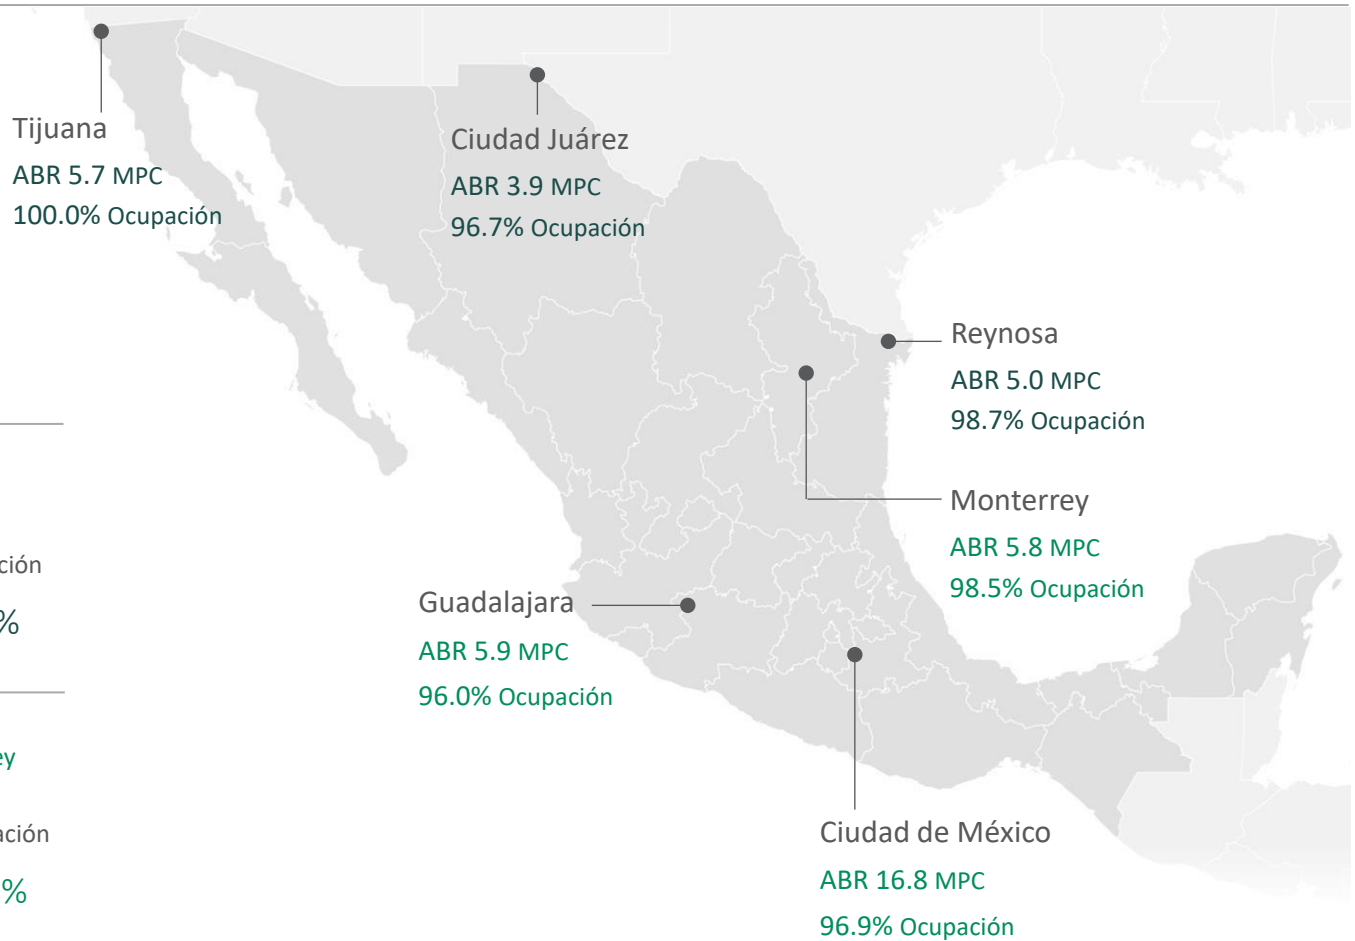 Tijuana
ABR 5.7 MPC
100.0% Ocupación
Ciudad Juárez
ABR 3.9 MPC
96.7% Ocupación
Reynosa
ABR 5.0 MPC
98.7% Ocupación
Monterrey
ABR 5.8 MPC
98.5% Ocupación
Guadalajara
ABR 5.9 MPC
96.0% Ocupación
Ciudad de México
ABR 16.8 MPC
96.9% Ocupación
%
%